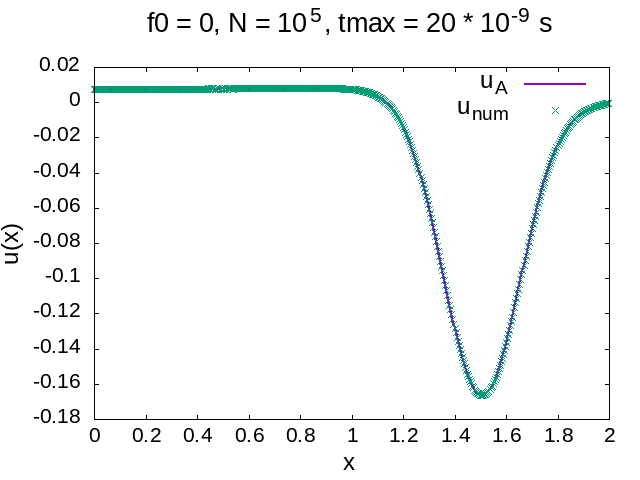 f0 = 0, N = 10^5, tmax = 20 * 10^-9 s
0.02
0
-0.02
-0.04
-0.06
-0.08
-0.1
-0.12
-0.14
-0.16
-0.18
u(x)
u_A
u_num
0 0.2 0.4 0.6 0.8 1 1.2 1.4 1.6 1.8 2
x